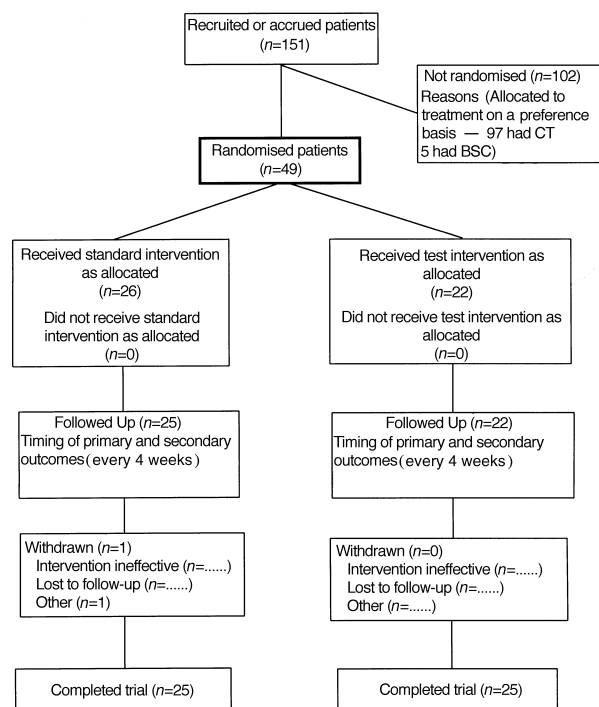 Recruited or accrued patients
(n=151)
Not randomised (n=102)
Reasons (Allocated to
treatment on a preference
basis — 97 had CT
5 had BSC)
Randomised patients
(n=49)
Received standard intervention
as allocated
(n=26)
Did not receive standard
intervention as allocated
(n=0)
Received test intervention as
allocated
(n=22)
Did not receive test intervention as
allocated
(n=0)
Followed Up (n=25)
Timing of primary and secondary
outcomes (every 4 weeks)
Followed Up (n=22)
Timing of primary and secondary
outcomes (every 4 weeks)
Withdrawn (n=1)
Intervention ineffective (n=......)
Lost to follow-up (n=......)
Other (n=1)
Withdrawn (n=0)
Intervention ineffective (n=......)
Lost to follow-up (n=......)
Other (n=......)
Completed trial (n=25)
Completed trial (n=25)